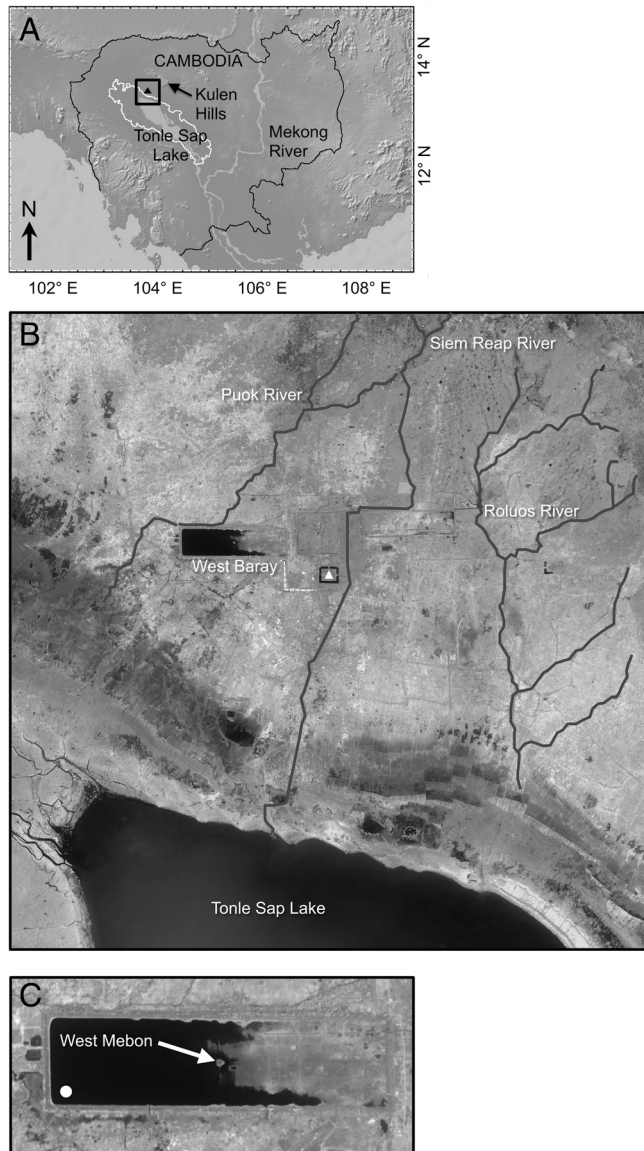 A
CAMBODIA
Kulen
Hills
Tonle Sap
Lake
Mekong
River
N
14° N
12° N
102° E
104° E
106° E
108° E
B
Siem Reap River
Puok River
Roluos River
West Baray
Tonle Sap Lake
C
West Mebon